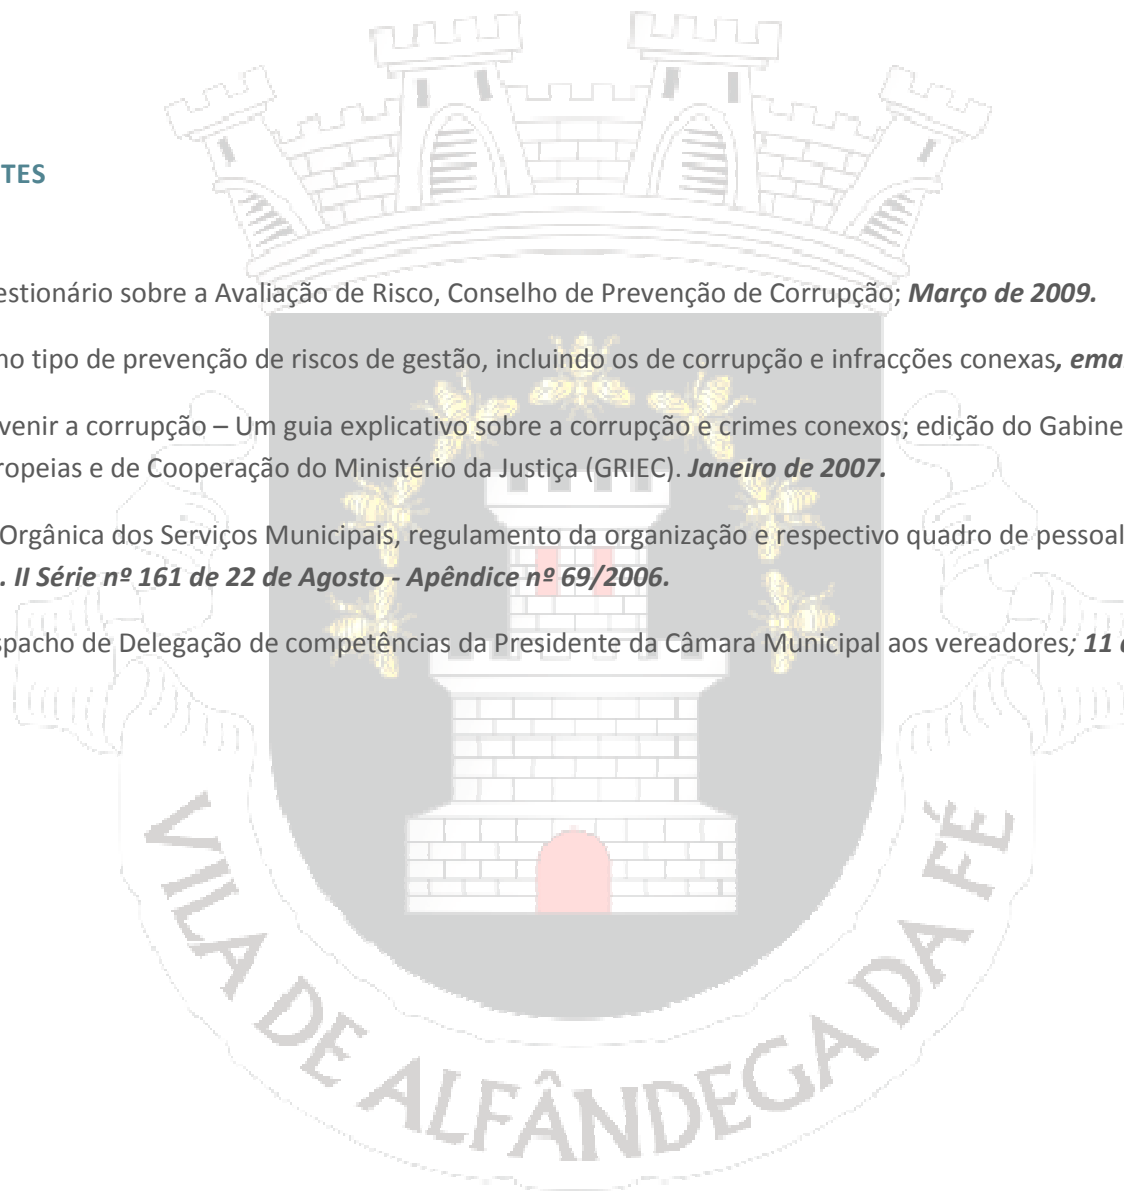 TES
estionário sobre a Avaliação de Risco, Conselho de Prevenção de Corrupção; Março de 2009.
no tipo de prevenção de riscos de gestão, incluindo os de corrupção e infracções conexas, ema
venir a corrupção – Um guia explicativo sobre a corrupção e crimes conexos; edição do Gabine
ropeias e de Cooperação do Ministério da Justiça (GRIEC). Janeiro de 2007.
Orgânica dos Serviços Municipais, regulamento da organização e respectivo quadro de pessoal
. II Série nº 161 de 22 de Agosto - Apêndice nº 69/2006.
spacho de Delegação de competências da Presidente da Câmara Municipal aos vereadores; 11
VILA DE ALFÂNDEGA DA FÉ